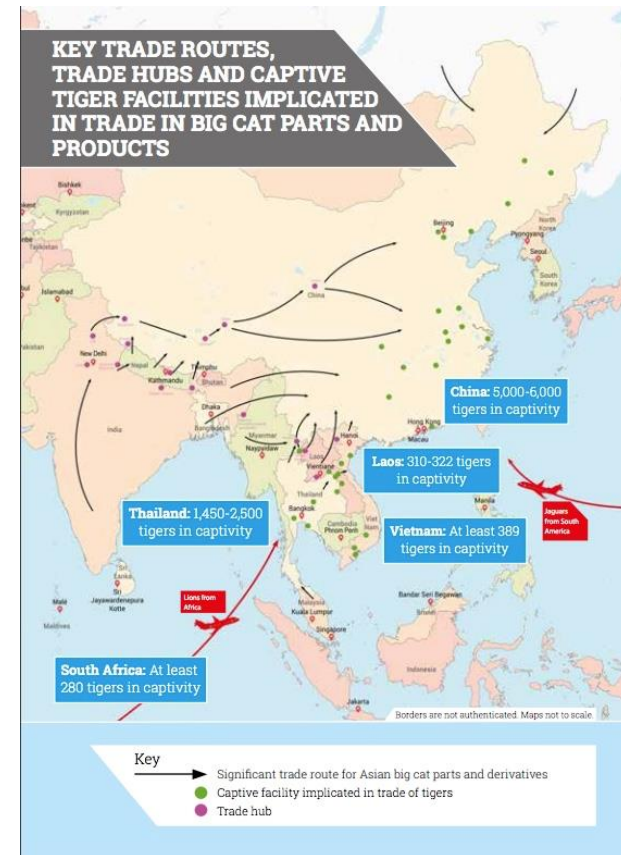 KEY TRADE ROUTES,
TRADE HUBS AND CAPTIVE
TIGER FACILITIES IMPLICATED
IN TRADE IN BIG CAT PARTS AND
PRODUCTS
Bishkek
Kyrgyzstan
Tajikistan
Islamabad
Pakistan
New Delhi
Nepal
Kathmandu
Thimphu
Bhutan
Dhaka
Bangladesh
India
China
Beijing
North
Korea
Pyongyang
Seoul
South
Korea
Myanmar
Naypyidaw
Hanoi
Laos
Vientiane
Thailand
Bangkok
Cambodia
Phnom Penh
Viet
Nam
Hong Kong
Macau
Manila
China: 5,000-6,000
tigers in captivity
Laos: 310-322 tigers
in captivity
Thailand: 1,450-2,500
tigers in captivity
Vietnam: At least 389
tigers in captivity
Jaguars
from South
America
Sri
Lanka
Sri
Jayawardenepura
Kotte
Malé
Maldives
Lions from
Africa
Malaysia
Kuala Lumpur
Singapore
Bandar Seri Begawan
Brunei
Indonesia
Jakarta
South Africa: At least
280 tigers in captivity
Borders are not authenticated. Maps not to scale.
Key
Significant trade route for Asian big cat parts and derivatives
Captive facility implicated in trade of tigers
Trade hub